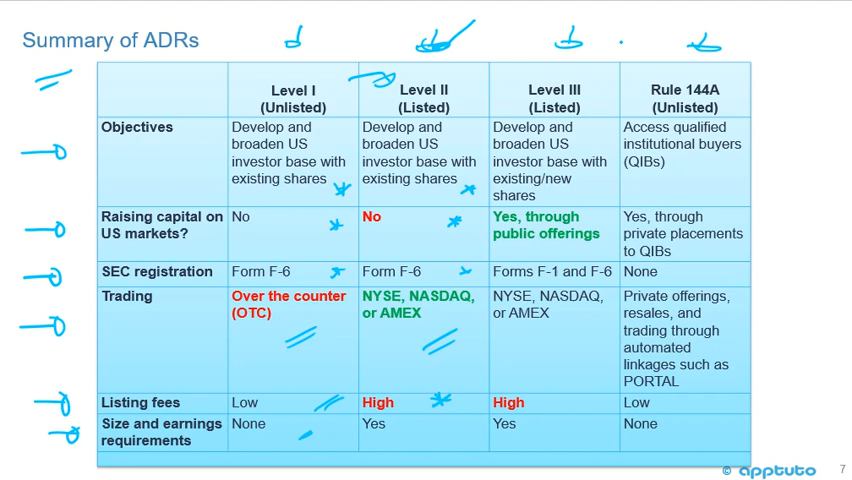 Summary of ADRs
Level I
(Unlisted)
Level II
(Listed)
Level III
(Listed)
Rule 144A
(Unlisted)
Objectives
Develop and
broaden US
investor base with
existing shares
Develop and
broaden US
investor base with
existing shares
Develop and
broaden US
investor base with
existing/new
shares
Access qualified
institutional buyers
(QIBs)
Raising capital on
US markets?
No
No
Yes, through
public offerings
Yes, through
private placements
to QIBs
SEC registration
Form F-6
Form F-6
Forms F-1 and F-6
None
Trading
Over the counter
(OTC)
NYSE, NASDAQ,
or AMEX
NYSE, NASDAQ,
or AMEX
Private offerings,
resales, and
trading through
automated
linkages such as
PORTAL
Listing fees
Low
High
High
Low
Size and earnings
requirements
None
Yes
Yes
None
© apptuto
7